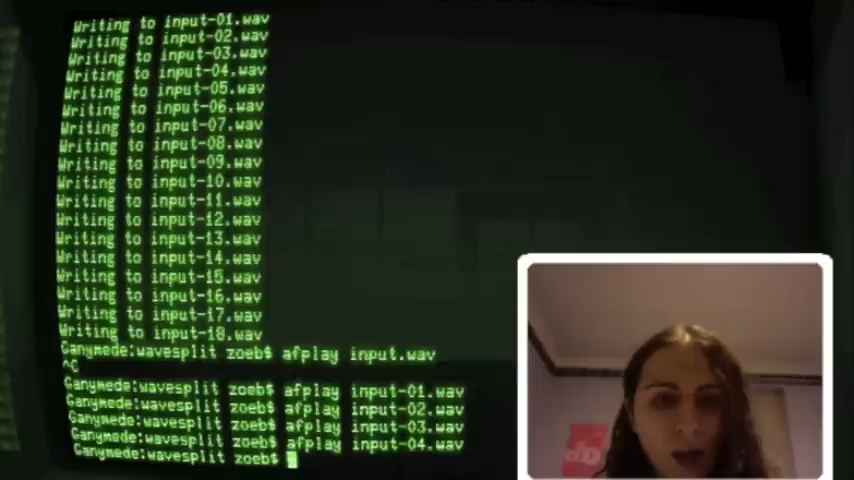 Writing to input-01.wav
Writing to input-02.wav
Writing to input-03.wav
Writing to input-04.wav
Writing to input-05.wav
Writing to input-06.wav
Writing to input-07.wav
Writing to input-08.wav
Writing to input-09.wav
Writing to input-10.wav
Writing to input-11.wav
Writing to input-12.wav
Writing to input-13.wav
Writing to input-14.wav
Writing to input-15.wav
Writing to input-16.wav
Writing to input-17.wav
Writing to input-18.wav
Ganymede:wavesplit zoeb$ afplay input.wav
^C
Ganymede:wavesplit zoeb$ afplay input-01.wav
Ganymede:wavesplit zoeb$ afplay input-02.wav
Ganymede:wavesplit zoeb$ afplay input-03.wav
Ganymede:wavesplit zoeb$ afplay input-04.wav
Ganymede:wavesplit zoeb$